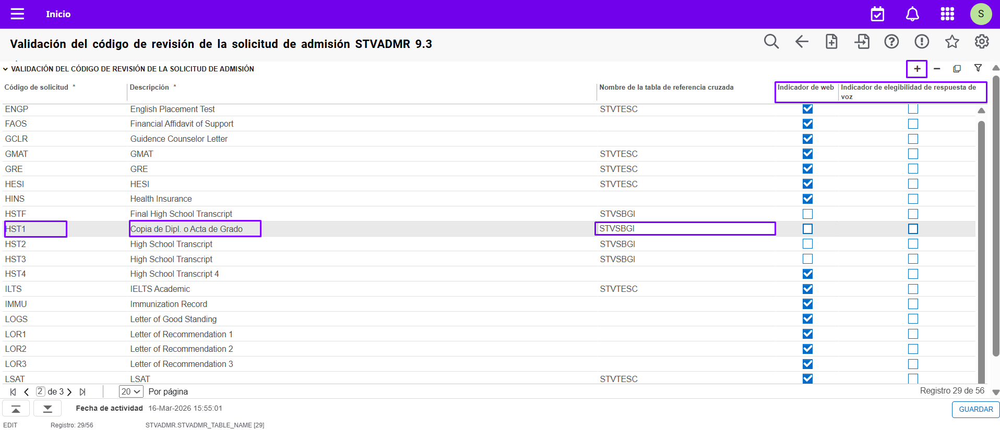 Inicio
S
Validación del código de revisión de la solicitud de admisión STVADMR 9.3
VALIDACIÓN DEL CÓDIGO DE REVISIÓN DE LA SOLICITUD DE ADMISIÓN
Código de solicitud * Descripción * Nombre de la tabla de referencia cruzada Indicador de web Indicador de elegibilidad de respuesta de
voz
ENGP English Placement Test STVTESC
FAOS Financial Affidavit of Support
GCLR Guidence Counselor Letter
GMAT GMAT STVTESC
GRE GRE STVTESC
HESI HESI STVTESC
HINS Health Insurance
HSTF Final High School Transcript STVSBGI
HST1 Copia de Dipl. o Acta de Grado STVSBGI
HST2 High School Transcript STVSBGI
HST3 High School Transcript STVSBGI
HST4 High School Transcript 4
ILTS IELTS Academic STVTESC
IMMU Immunization Record
LOGS Letter of Good Standing
LOR1 Letter of Recommendation 1
LOR2 Letter of Recommendation 2
LOR3 Letter of Recommendation 3
LSAT LSAT STVTESC
2 de 3 20 Por página Registro 29 de 56
Fecha de actividad 16-Mar-2026 15:55:01 GUARDAR
EDIT Registro: 29/56 STVADMR.STVADMR_TABLE_NAME [29]